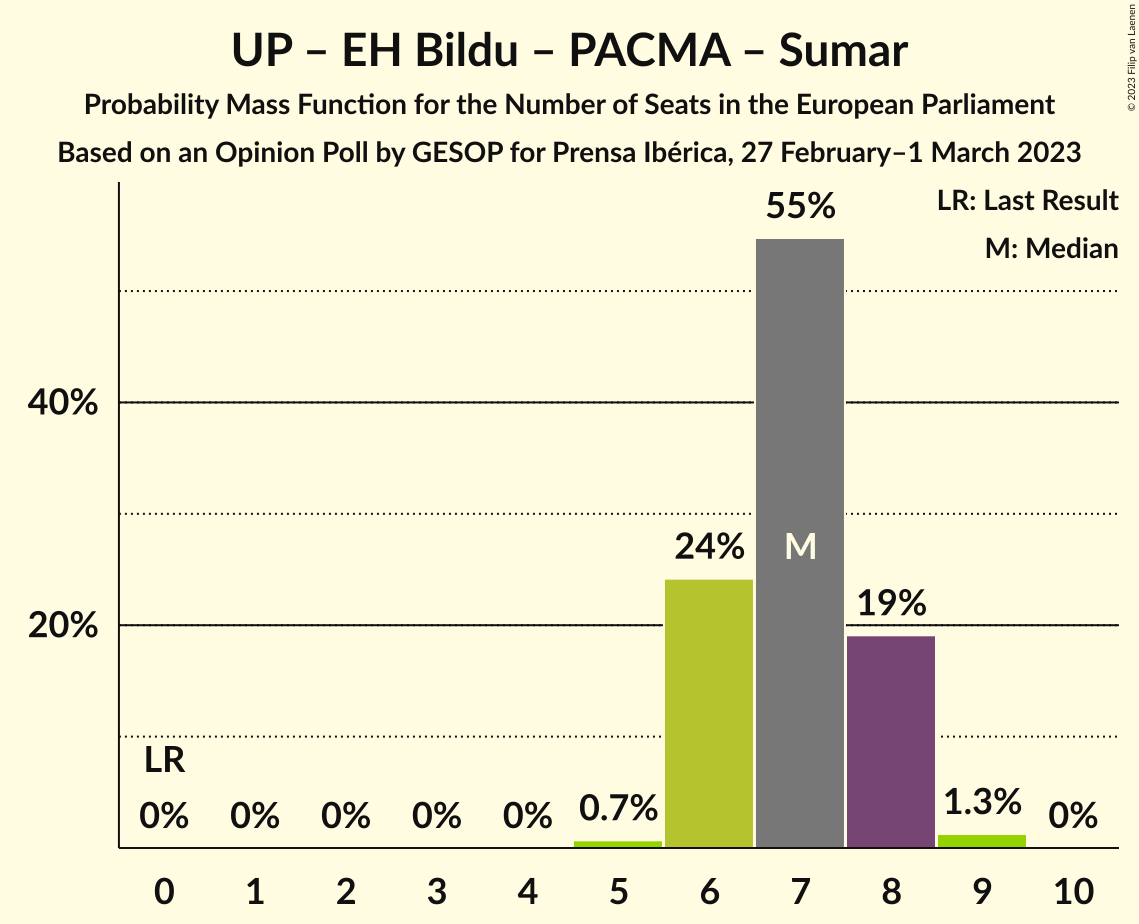 UP – EH Bildu – PACMA – Sumar
Probability Mass Function for the Number of Seats in the European Parliament
Based on an Opinion Poll by GESOP for Prensa Ibérica, 27 February–1 March 2023
© 2023 Filip van Laenen
LR: Last Result
M: Median
55%
40%
24%
M
19%
20%
LR
0% 0% 0% 0% 0% 0.7% 1.3% 0%
0 1 2 3 4 5 6 7 8 9 10